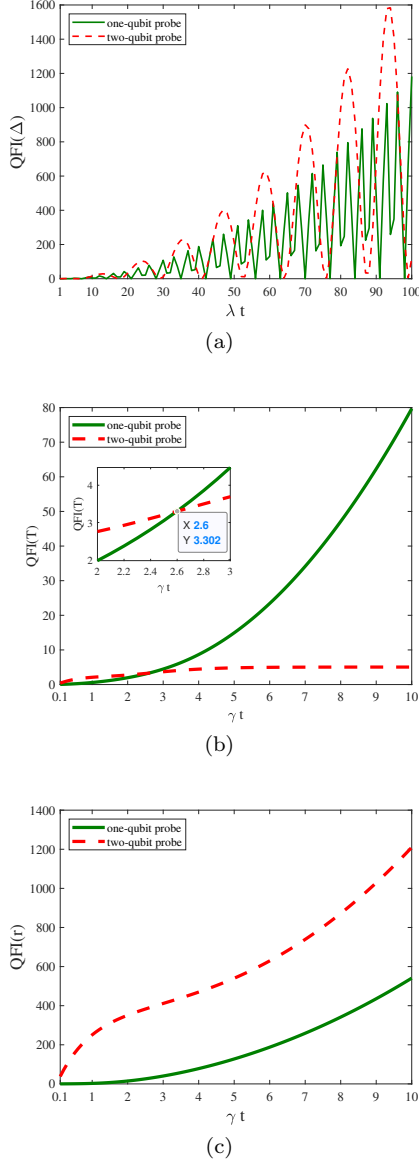 1600
1400
1200
1000
800
600
400
200
0
QFI(Δ)
one-qubit probe
two-qubit probe
1 10 20 30 40 50 60 70 80 90 100
λ t
(a)
80
70
60
50
40
30
20
10
0
QFI(T)
one-qubit probe
two-qubit probe
4
3
2
QFI(T)
X 2.6
Y 3.302
2 2.2 2.4 2.6 2.8 3
γ t
0.1 1 2 3 4 5 6 7 8 9 10
γ t
(b)
1400
1200
1000
800
600
400
200
0
QFI(r)
one-qubit probe
two-qubit probe
0.1 1 2 3 4 5 6 7 8 9 10
γ t
(c)